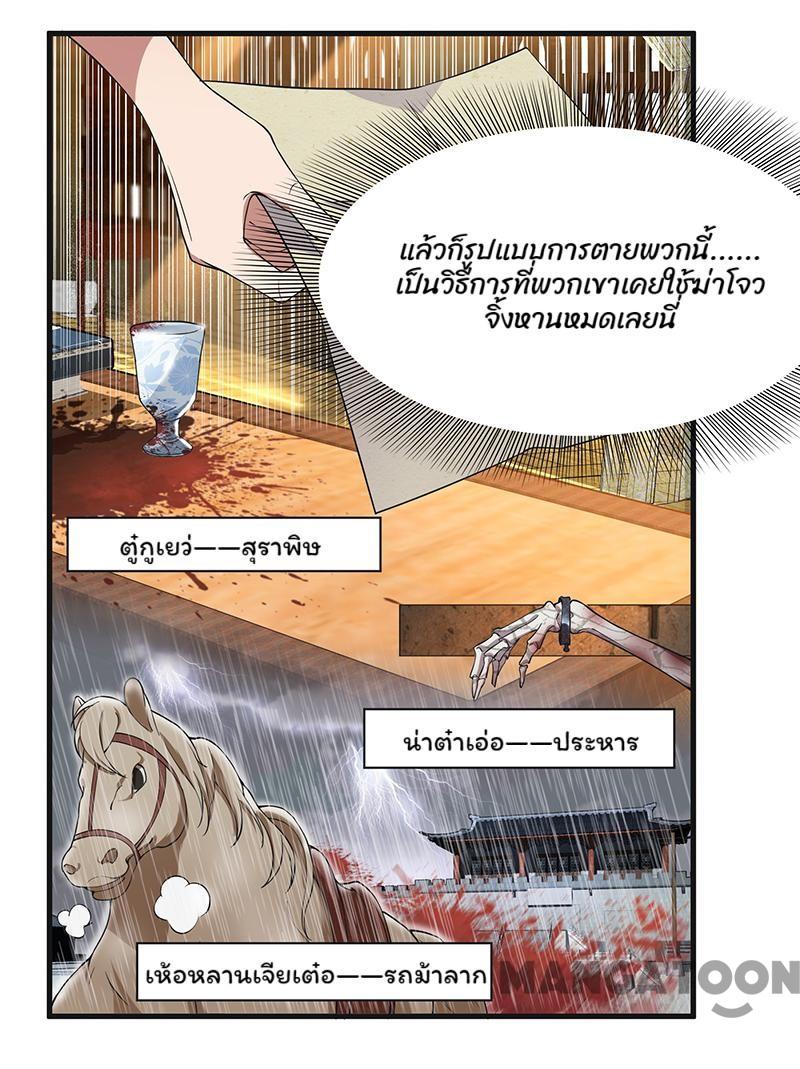 แล้วก็รูปแบบการตายพวกนี้......
เป็นวิธีการที่พวกเขาเคยใช้ฆ่าโจว
จิ้งหานหมดเลยนี่
ตู๋กูเยว่——สุราพิษ
น่าต๋าเอ่อ——ประหาร
เห้อหลานเจียเต๋อ——รถม้าลาก
MANGATOON